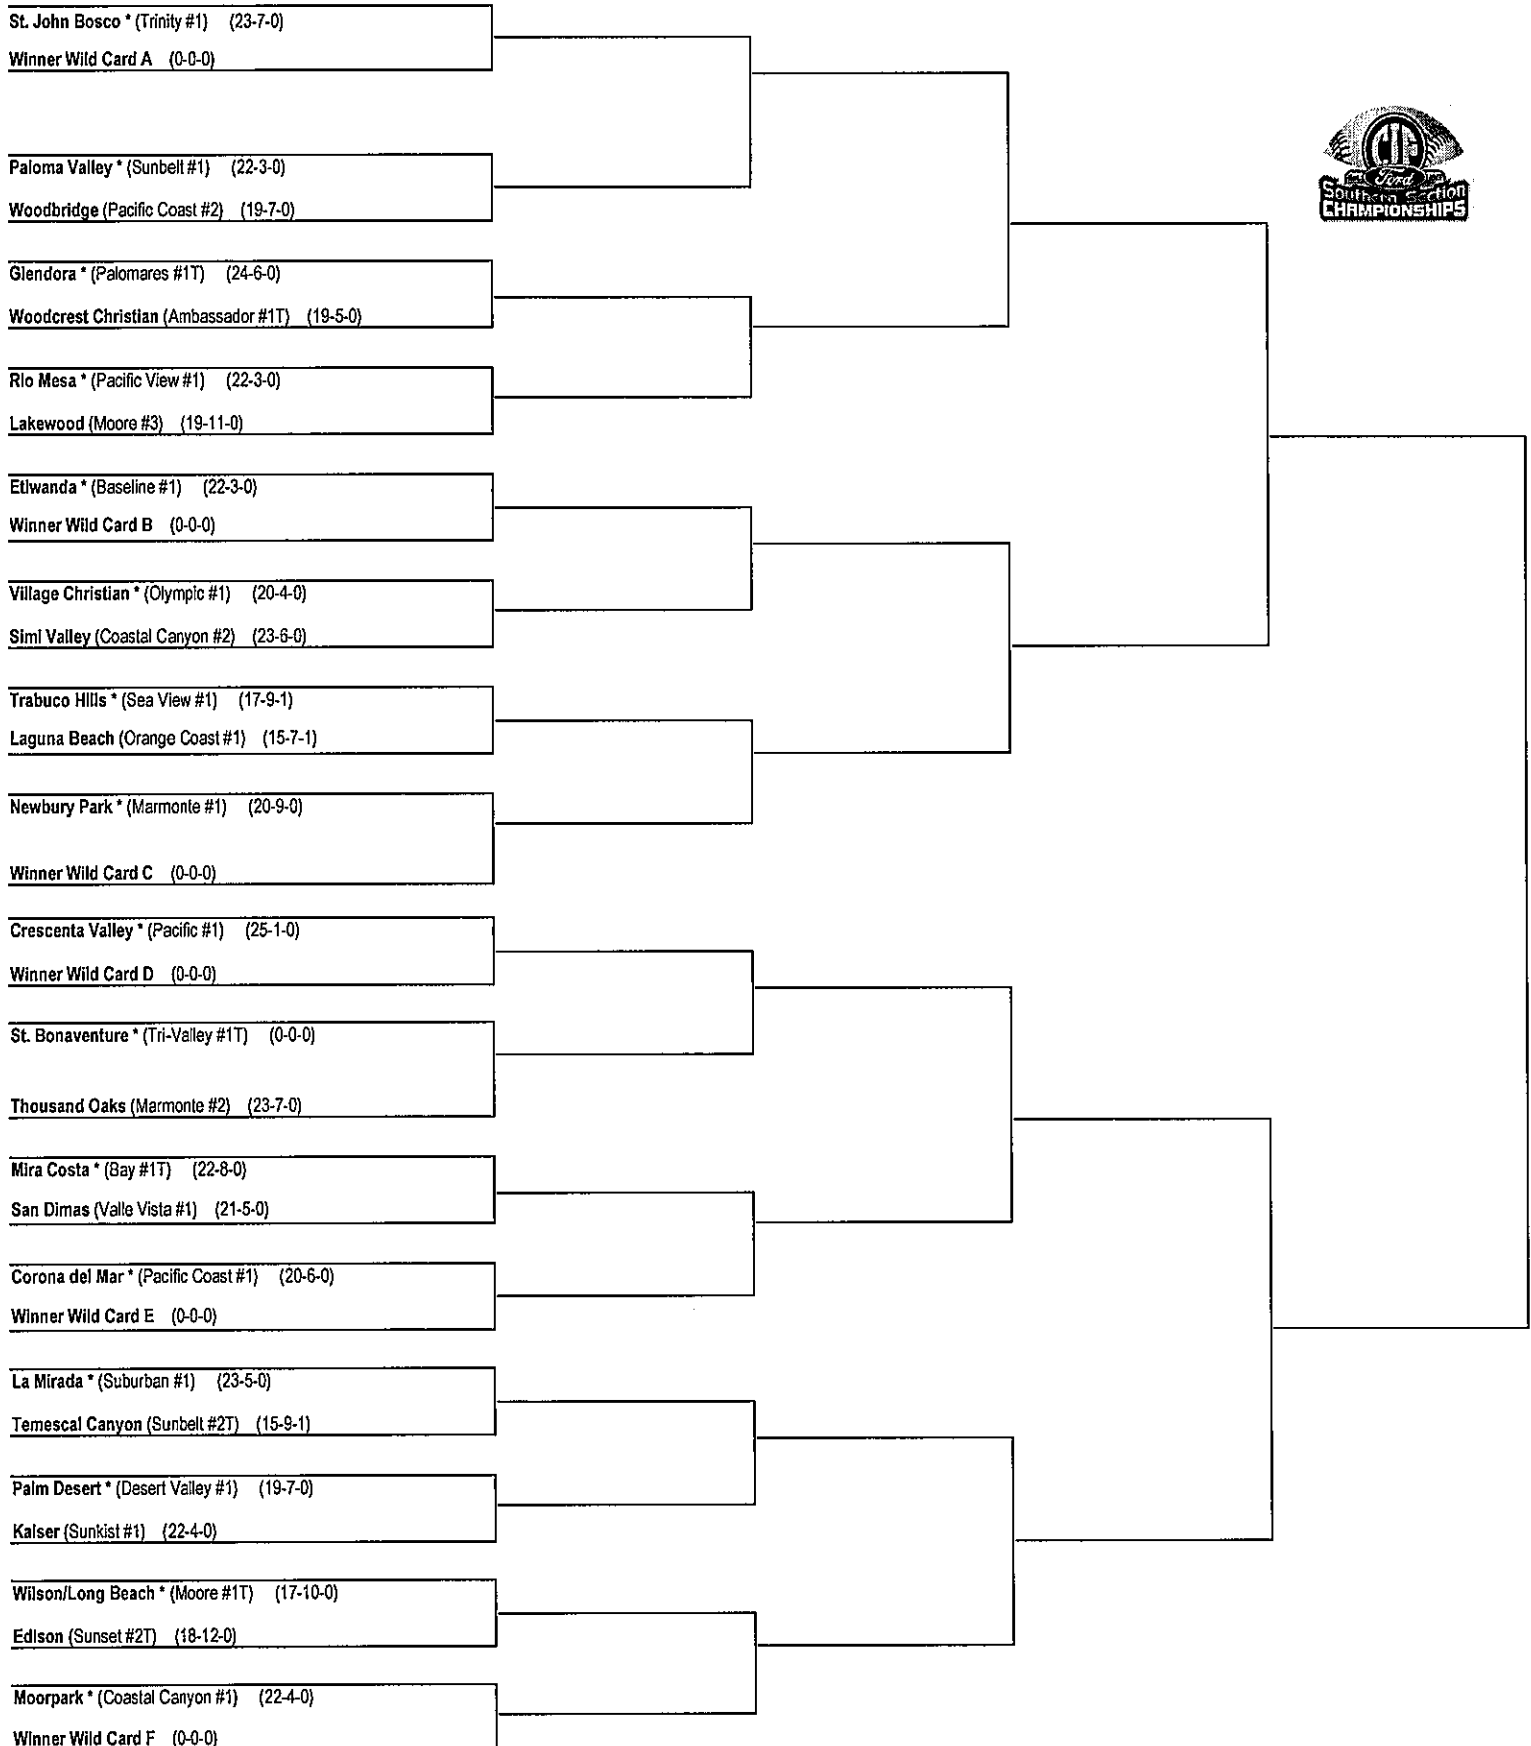 St. John Bosco * (Trinity #1) (23-7-0)
Winner Wild Card A (0-0-0)
Paloma Valley * (Sunbelt #1) (22-3-0)
Woodbridge (Pacific Coast #2) (19-7-0)
Glendora * (Palomares #1T) (24-6-0)
Woodcrest Christian (Ambassador #1T) (19-5-0)
Rio Mesa * (Pacific View #1) (22-3-0)
Lakewood (Moore #3) (19-11-0)
Etiwanda * (Baseline #1) (22-3-0)
Winner Wild Card B (0-0-0)
Village Christian * (Olympic #1) (20-4-0)
Simi Valley (Coastal Canyon #2) (23-6-0)
Trabuco Hills * (Sea View #1) (17-9-1)
Laguna Beach (Orange Coast #1) (15-7-1)
Newbury Park * (Marmonte #1) (20-9-0)
Winner Wild Card C (0-0-0)
Crescenta Valley * (Pacific #1) (25-1-0)
Winner Wild Card D (0-0-0)
St. Bonaventure * (Tri-Valley #1T) (0-0-0)
Thousand Oaks (Marmonte #2) (23-7-0)
Mira Costa * (Bay #1T) (22-8-0)
San Dimas (Valle Vista #1) (21-5-0)
Corona del Mar * (Pacific Coast #1) (20-6-0)
Winner Wild Card E (0-0-0)
La Mirada * (Suburban #1) (23-5-0)
Temescal Canyon (Sunbelt #2T) (15-9-1)
Palm Desert * (Desert Valley #1) (19-7-0)
Kaiser (Sunkist #1) (22-4-0)
Wilson/Long Beach * (Moore #1T) (17-10-0)
Edison (Sunset #2T) (18-12-0)
Moorpark * (Coastal Canyon #1) (22-4-0)
Winner Wild Card F (0-0-0)
CIF
Ford
Southern Section
CHAMPIONSHIPS